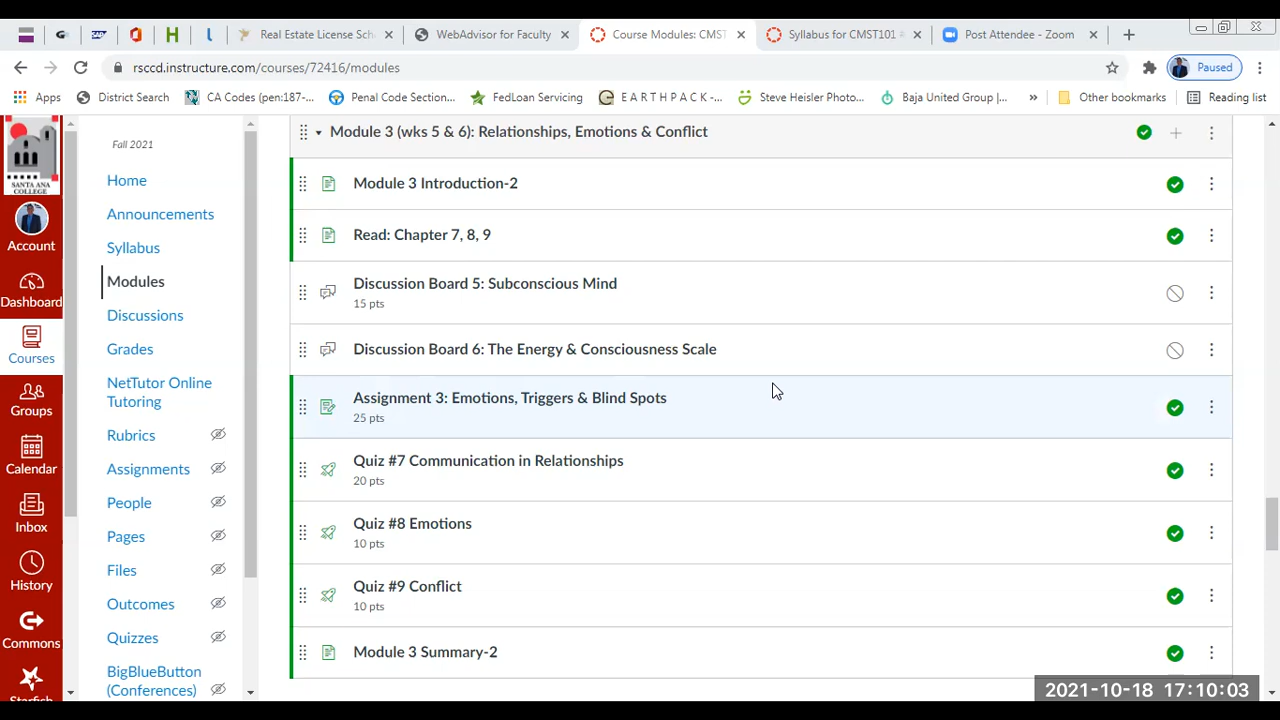 Real Estate License Sch
WebAdvisor for Faculty
Course Modules: CMST
Syllabus for CMST101 #
Post Attendee - Zoom
rsccd.instructure.com/courses/72416/modules
Paused
Apps
District Search
CA Codes (pen:187-...
Penal Code Section...
FedLoan Servicing
E A R T H P A C K -...
Steve Heisler Photo...
Baja United Group |...
»
Other bookmarks
Reading list
SANTA ANA
COLLEGE
Account
Dashboard
Courses
Groups
Calendar
Inbox
History
Commons
Starfish
Fall 2021
Home
Announcements
Syllabus
Modules
Discussions
Grades
NetTutor Online
Tutoring
Rubrics
Assignments
People
Pages
Files
Outcomes
Quizzes
BigBlueButton
(Conferences)
Module 3 (wks 5 & 6): Relationships, Emotions & Conflict
Module 3 Introduction-2
Read: Chapter 7, 8, 9
Discussion Board 5: Subconscious Mind
15 pts
Discussion Board 6: The Energy & Consciousness Scale
Assignment 3: Emotions, Triggers & Blind Spots
25 pts
Quiz #7 Communication in Relationships
20 pts
Quiz #8 Emotions
10 pts
Quiz #9 Conflict
10 pts
Module 3 Summary-2
2021-10-18 17:10:03